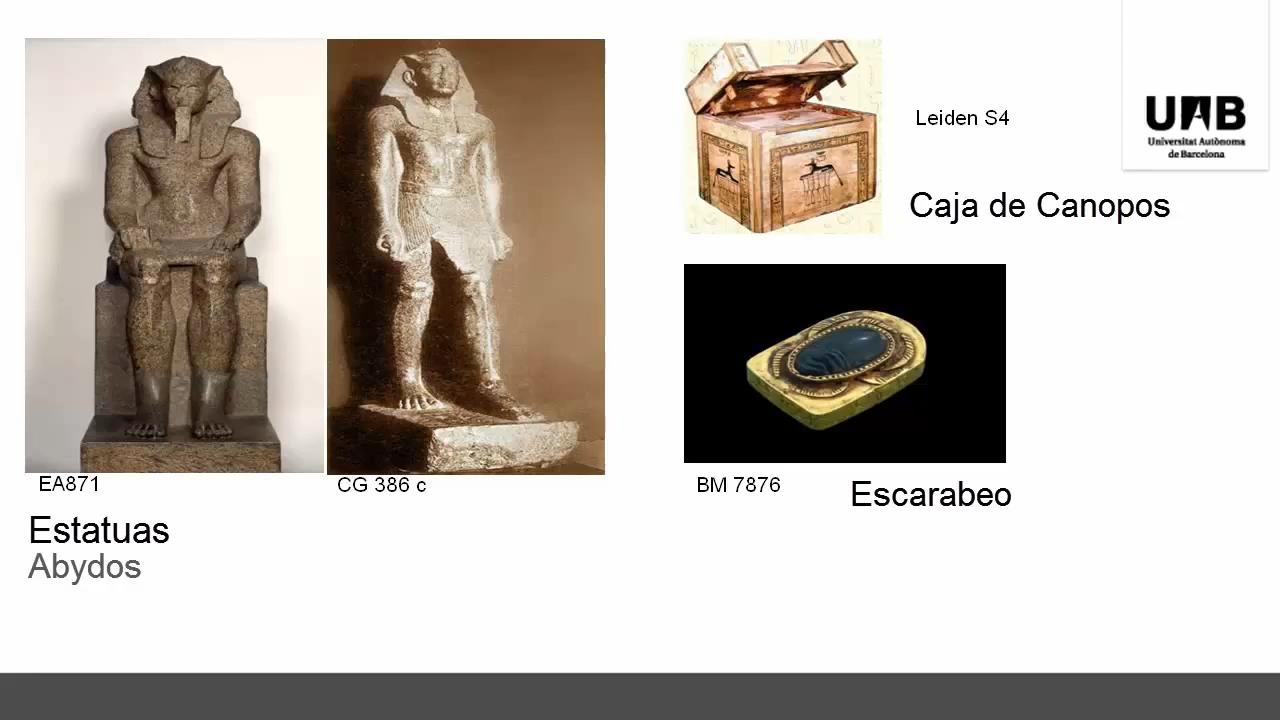 EA871
CG 386 c
Estatuas
Abydos
Leiden S4
Caja de Canopos
BM 7876
Escarabeo
UAB
Universitat Autònoma
de Barcelona